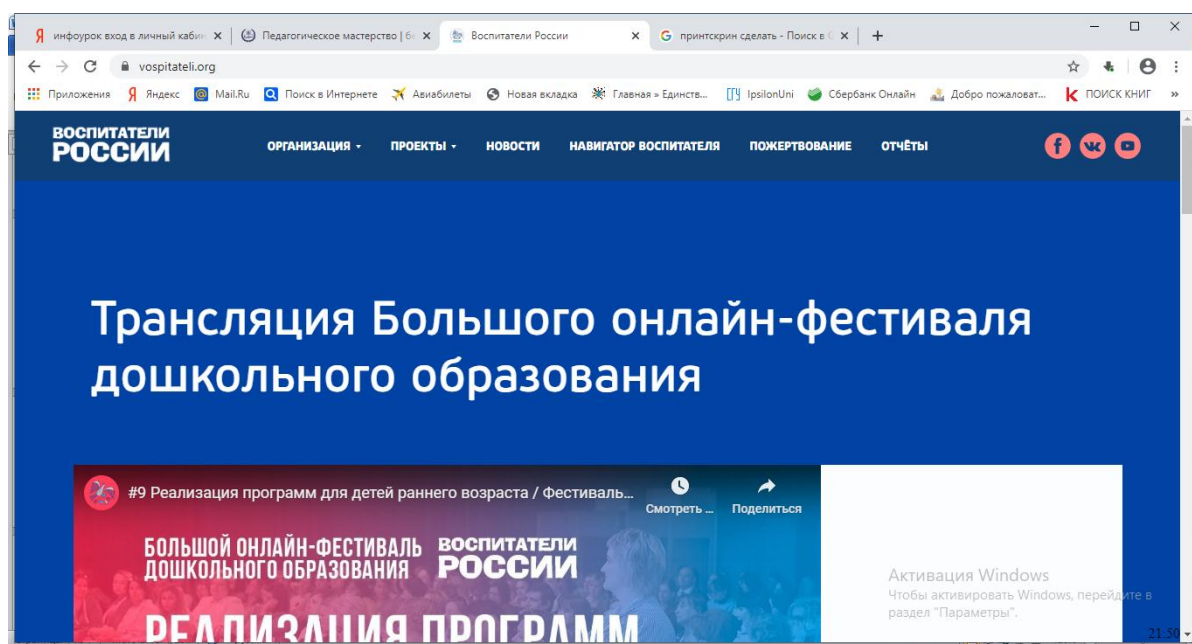 инфоурок вход в личный каби
Педагогическое мастерство | бе
Воспитатели России
принтскрин сделать - Поиск в G
vospitateli.org
Приложения Яндекс Mail.Ru Поиск в Интернете Авиабилеты Новая вкладка Главная » Единств... IpsilonUni Сбербанк Онлайн Добро пожаловат... ПОИСК КНИГ »
ВОСПИТАТЕЛИ
РОССИИ
ОРГАНИЗАЦИЯ ПРОЕКТЫ НОВОСТИ НАВИГАТОР ВОСПИТАТЕЛЯ ПОЖЕРТВОВАНИЕ ОТЧЁТЫ
Трансляция Большого онлайн-фестиваля
дошкольного образования
#9 Реализация программ для детей раннего возраста / Фестиваль...
Смотреть ... Поделиться
БОЛЬШОЙ ОНЛАЙН-ФЕСТИВАЛЬ
ДОШКОЛЬНОГО ОБРАЗОВАНИЯ
ВОСПИТАТЕЛИ
РОССИИ
РЕАЛИЗАЦИЯ ПРОГРАММ
Активация Windows
Чтобы активировать Windows, перейдите в
раздел "Параметры".
21:50